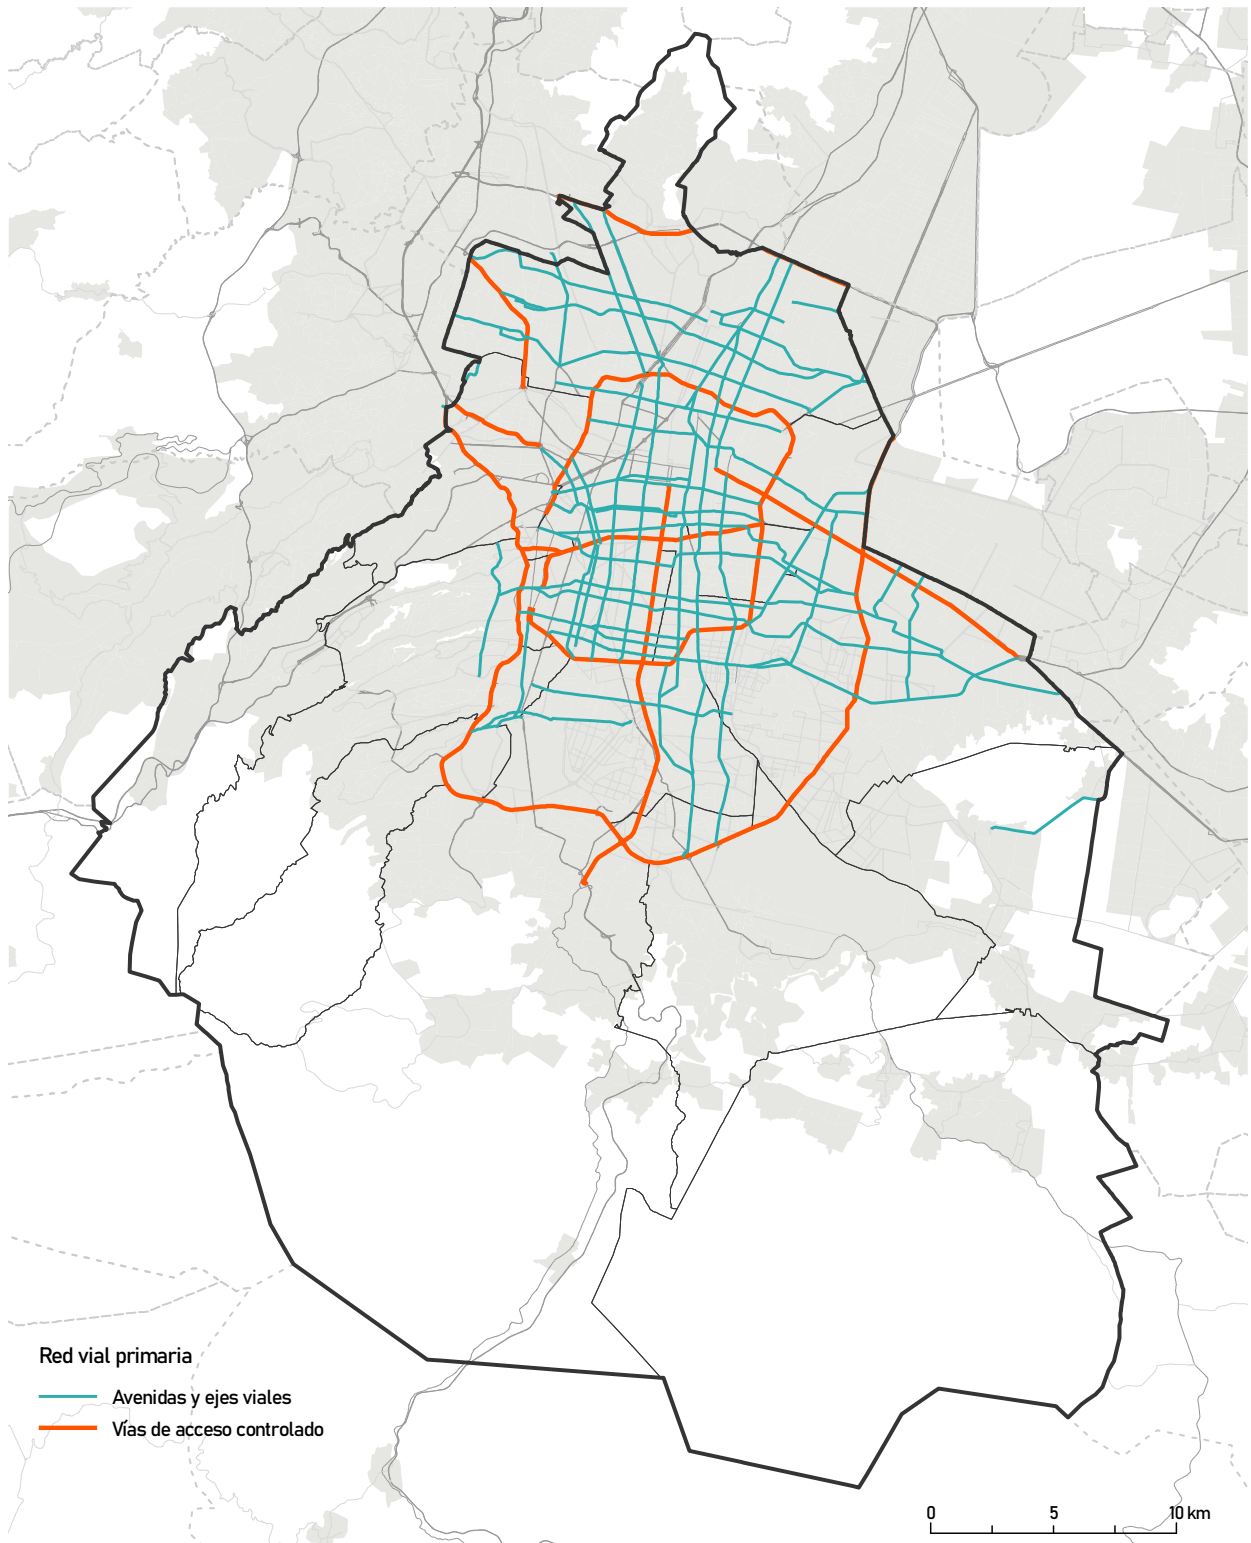 Red vial primaria
Avenidas y ejes viales
Vías de acceso controlado
0 5 10 km